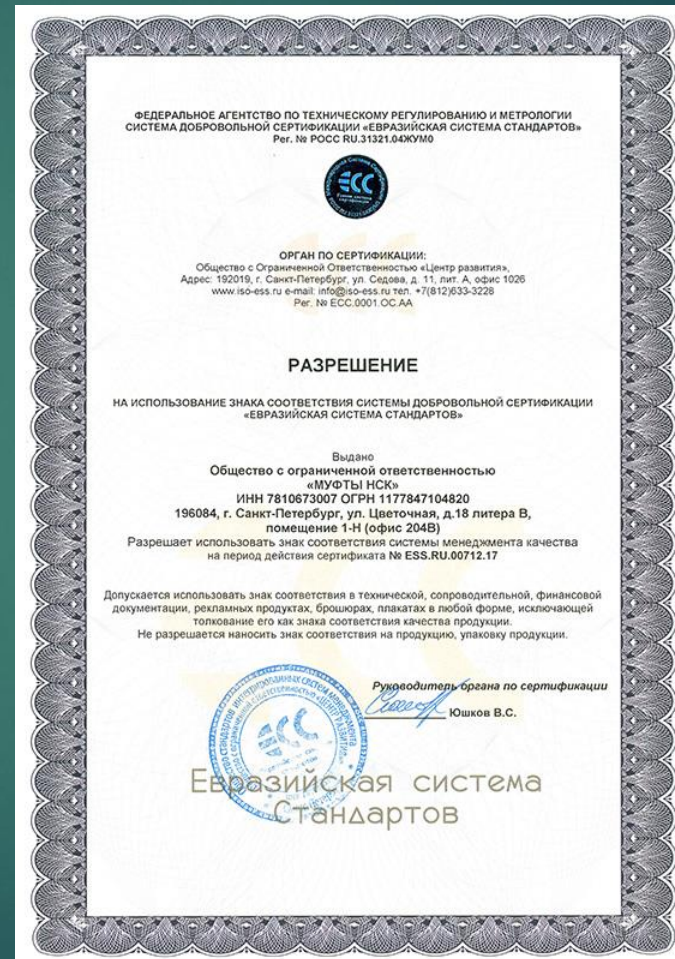 ФЕДЕРАЛЬНОЕ АГЕНТСТВО ПО ТЕХНИЧЕСКОМУ РЕГУЛИРОВАНИЮ И МЕТРОЛОГИИ
СИСТЕМА ДОБРОВОЛЬНОЙ СЕРТИФИКАЦИИ «ЕВРАЗИЙСКАЯ СИСТЕМА СТАНДАРТОВ»
Рег. № РОСС RU.31321.04ЖУМ0
ЕСС
ОРГАН ПО СЕРТИФИКАЦИИ:
Общество с Ограниченной Ответственностью «Центр развития»,
Адрес: 192019, г. Санкт-Петербург, ул. Седова, д. 11, лит. А, офис 1026
www.iso-ess.ru e-mail: info@iso-ess.ru тел. +7(812)633-3228
Рег. № ЕСС.0001.ОС.АА
РАЗРЕШЕНИЕ
НА ИСПОЛЬЗОВАНИЕ ЗНАКА СООТВЕТСТВИЯ СИСТЕМЫ ДОБРОВОЛЬНОЙ СЕРТИФИКАЦИИ
«ЕВРАЗИЙСКАЯ СИСТЕМА СТАНДАРТОВ»
Выдано
Общество с ограниченной ответственностью
«МУФТЫ НСК»
ИНН 7810673007 ОГРН 1177847104820
196084, г. Санкт-Петербург, ул. Цветочная, д.18 литера В,
помещение 1-Н (офис 204В)
Разрешает использовать знак соответствия системы менеджмента качества
на период действия сертификата № ESS.RU.00712.17
Допускается использовать знак соответствия в технической, сопроводительной, финансовой
документации, рекламных продуктах, брошюрах, плакатах в любой форме, исключающей
толкование его как знака соответствия качества продукции.
Не разрешается наносить знак соответствия на продукцию, упаковку продукции.
Руководитель органа по сертификации
Юшков В.С.
ЕСС
Евразийская система
Стандартов